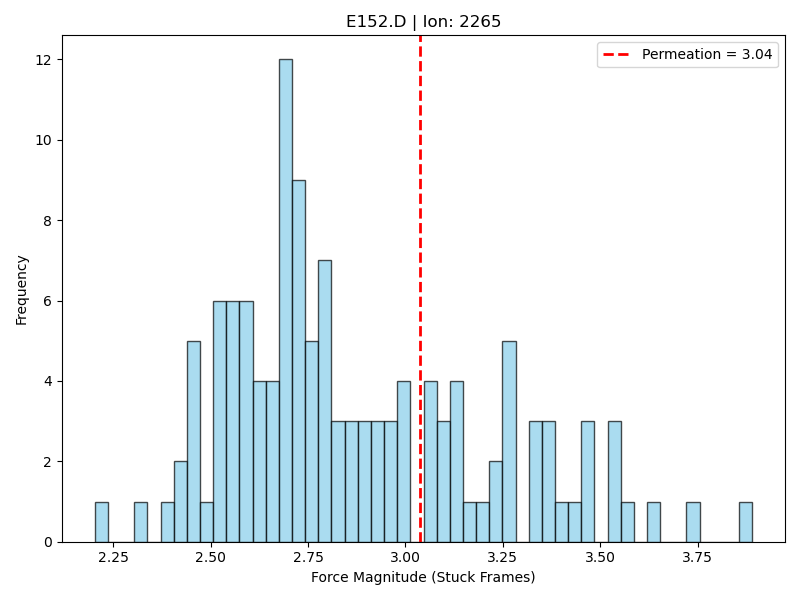 E152.D | Ion: 2265
Permeation = 3.04
12
10
8
6
4
2
0
Frequency
2.25 2.50 2.75 3.00 3.25 3.50 3.75
Force Magnitude (Stuck Frames)